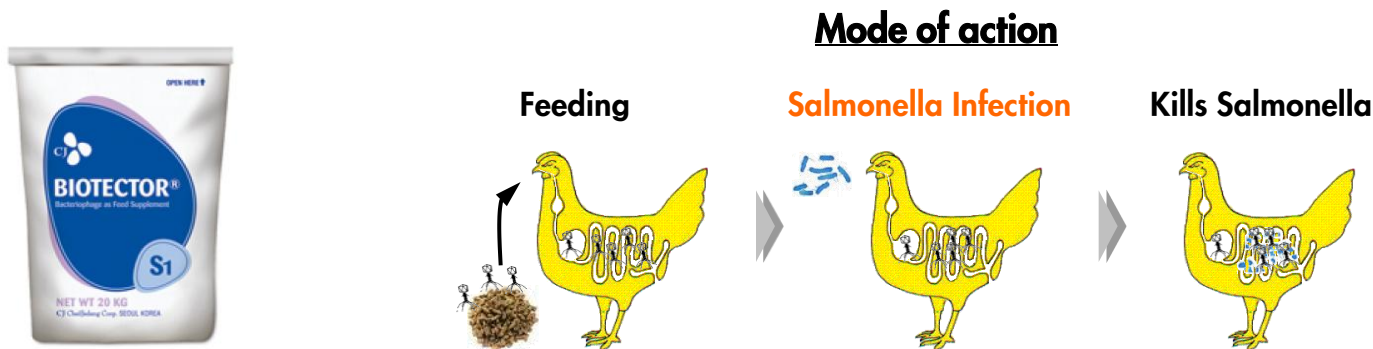 OPEN HERE
CJ
BIOTECTOR®
Bacteriophage as Feed Supplement
S1
NET WT 20 KG
CJ CheilJedang Corp. SEOUL KOREA
Mode of action
Feeding
Salmonella Infection
Kills Salmonella